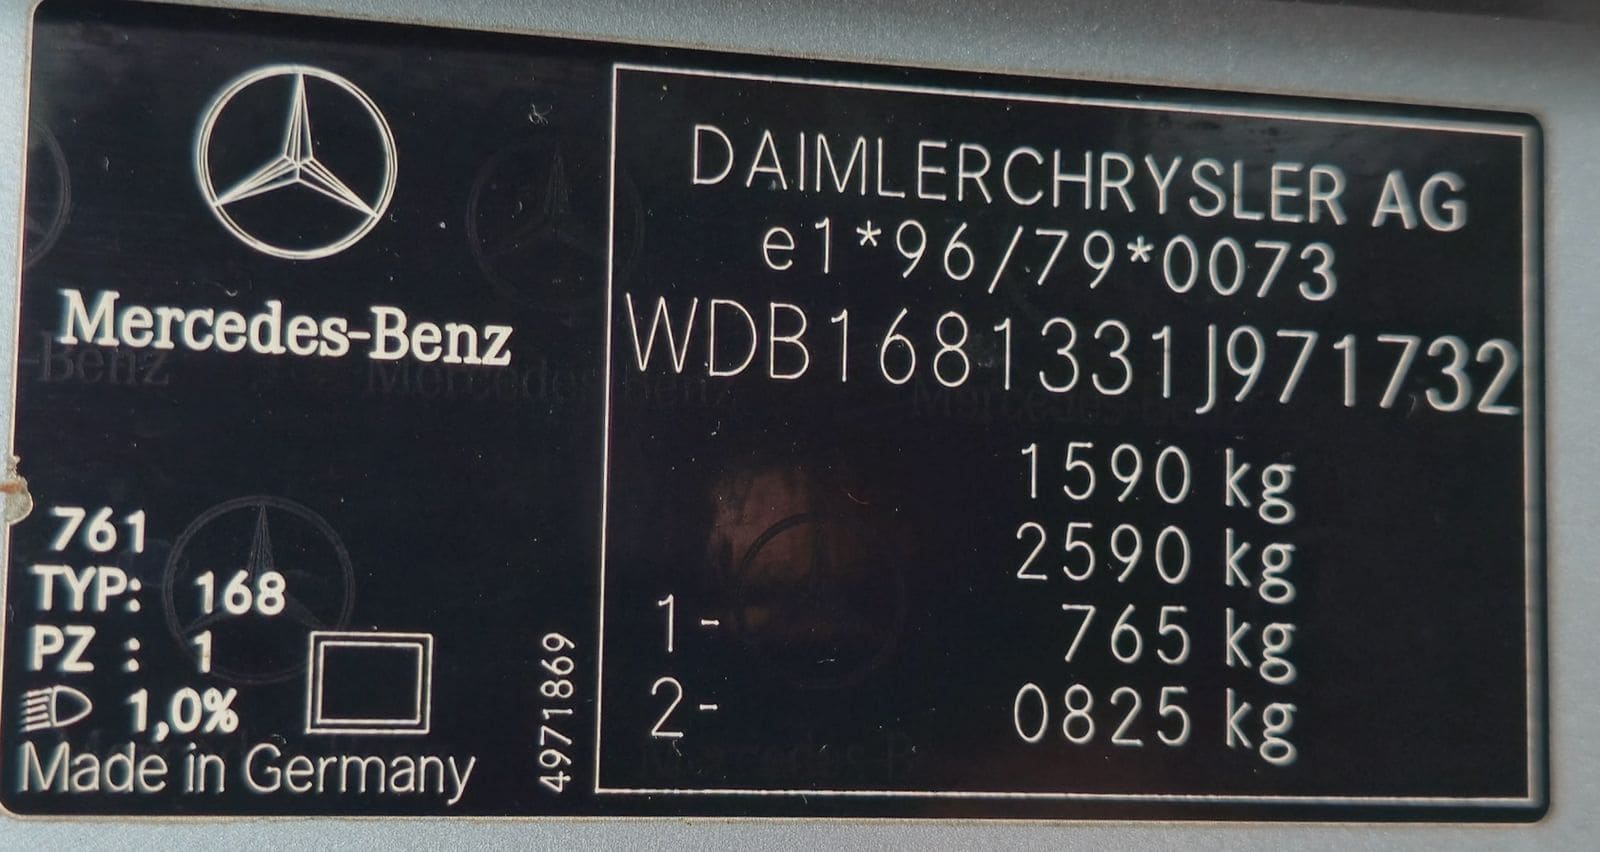 Mercedes-Benz
761
TYP: 168
PZ : 1
1,0%
Made in Germany
4971869
DAIMLERCHRYSLER AG
e1*96/79*0073
WDB1681331J971732
1590 kg
2590 kg
1- 765 kg
2- 0825 kg